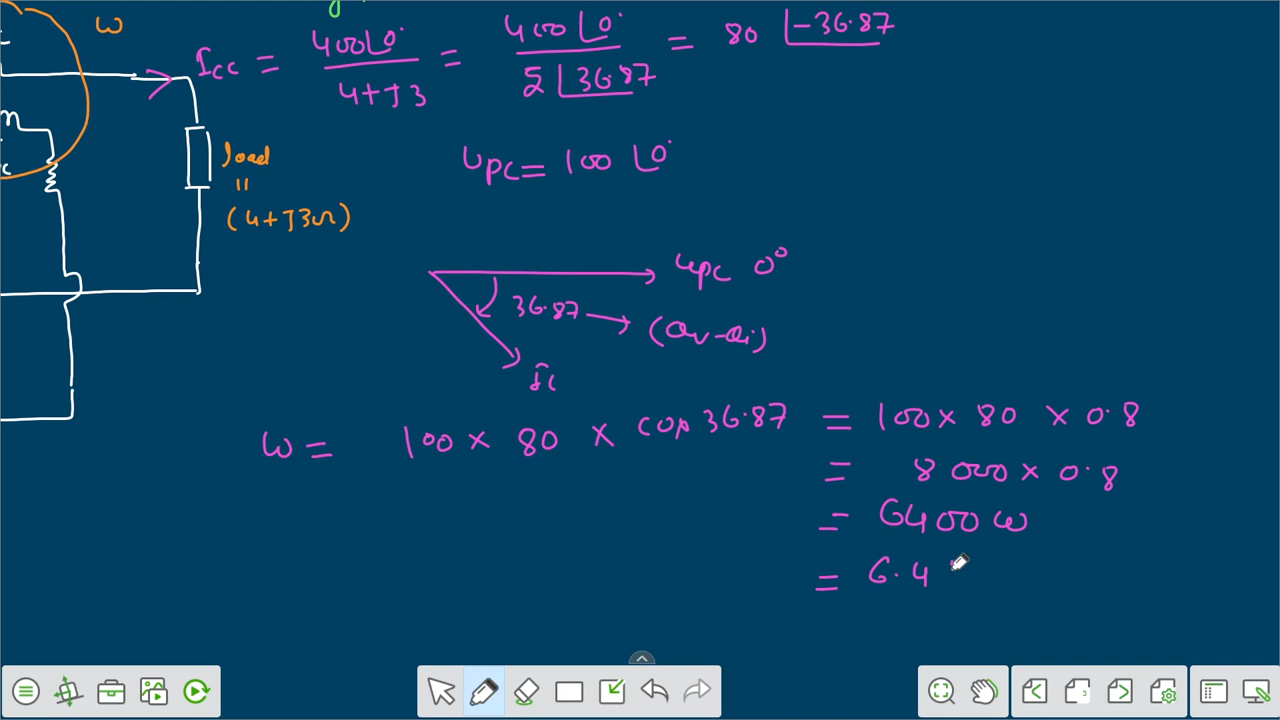 ω
Icc = 400∠0° / 4+J3 = 400∠0° / 5∠36.87 = 80 ∠-36.87
load
(4+J3Ω)
Vpc = 100 ∠0°
Vpc 0°
36.87 → (θv-θi)
Ic
ω = 100 × 80 × cos 36.87 = 100 × 80 × 0.8
= 8000 × 0.8
= 6400 ω
= 6.4
3